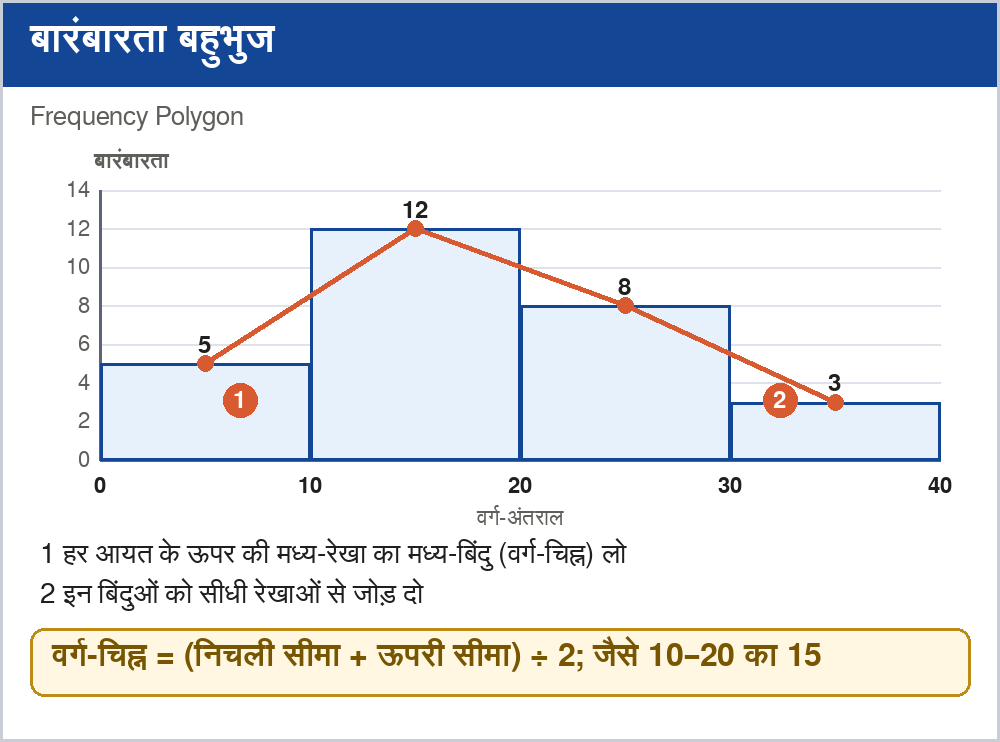 बारंबारता बहुभुज
Frequency Polygon
बारंबारता
14
12
10
8
6
4
2
0
5
12
8
3
1
2
0 10 20 30 40
वर्ग-अंतराल
1 हर आयत के ऊपर की मध्य-रेखा का मध्य-बिंदु (वर्ग-चिह्न) लो
2 इन बिंदुओं को सीधी रेखाओं से जोड़ दो
वर्ग-चिह्न = (निचली सीमा + ऊपरी सीमा) ÷ 2; जैसे 10–20 का 15